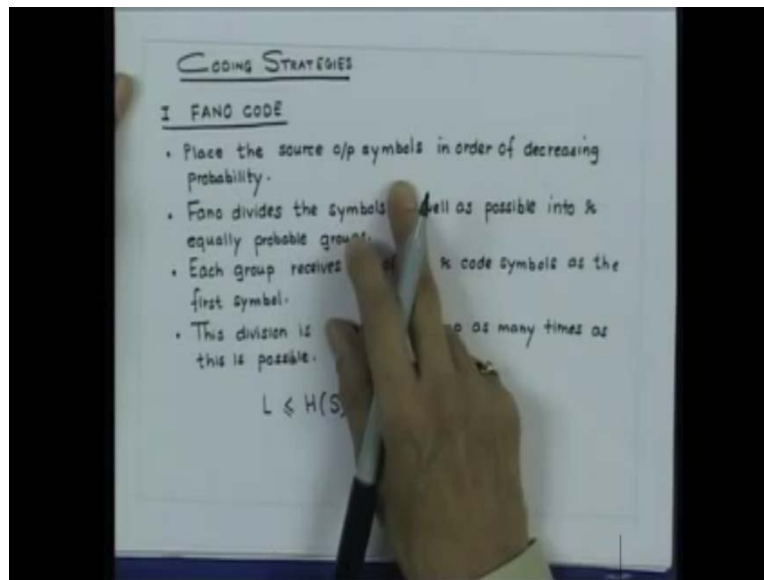 CODING STRATEGIES
I FANO CODE
• Place the source o/p symbols in order of decreasing
probability.
• Fano divides the symbols well as possible into r
equally probable groups.
• Each group receives r code symbols as the
first symbol.
• This division is as many times as
this is possible.
L ≤ H(S)